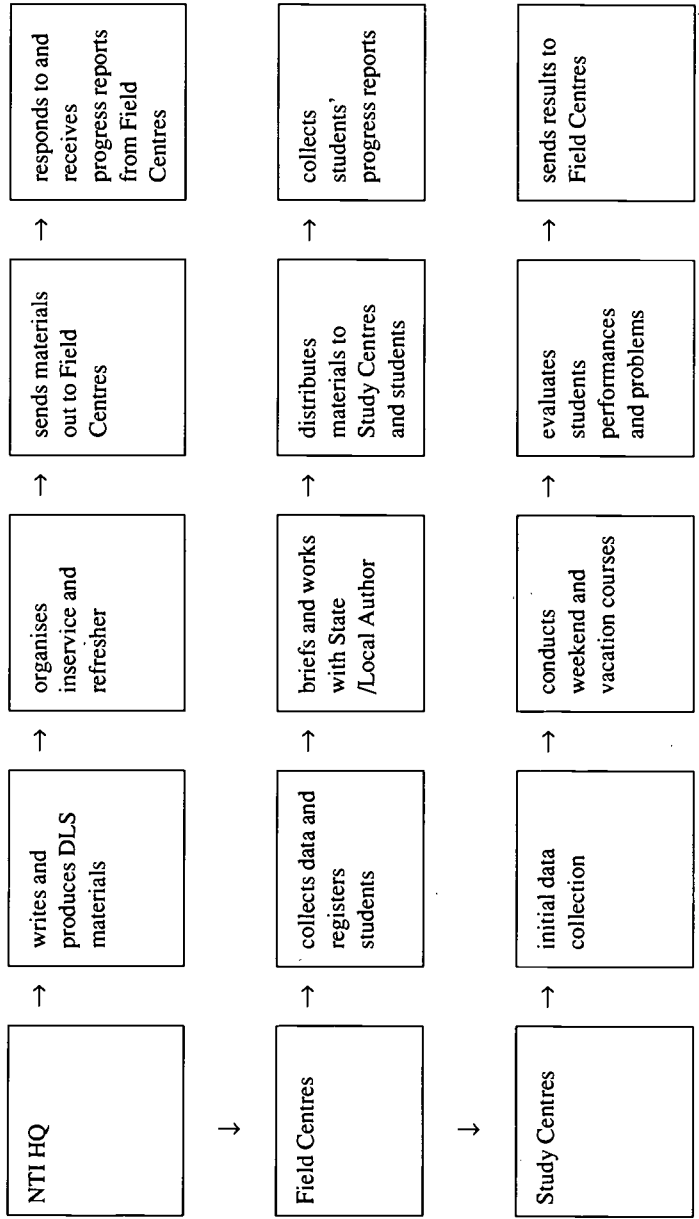 NTI HQ
→
writes and
produces DLS
materials
→
organises
inservice and
refresher
→
sends materials
out to Field
Centres
→
responds to and
receives
progress reports
from Field
Centres
↓
Field Centres
→
collects data and
registers
students
→
briefs and works
with State
/Local Author
→
distributes
materials to
Study Centres
and students
→
collects
students'
progress reports
↓
Study Centres
→
initial data
collection
→
conducts
weekend and
vacation courses
→
evaluates
students
performances
and problems
→
sends results to
Field Centres